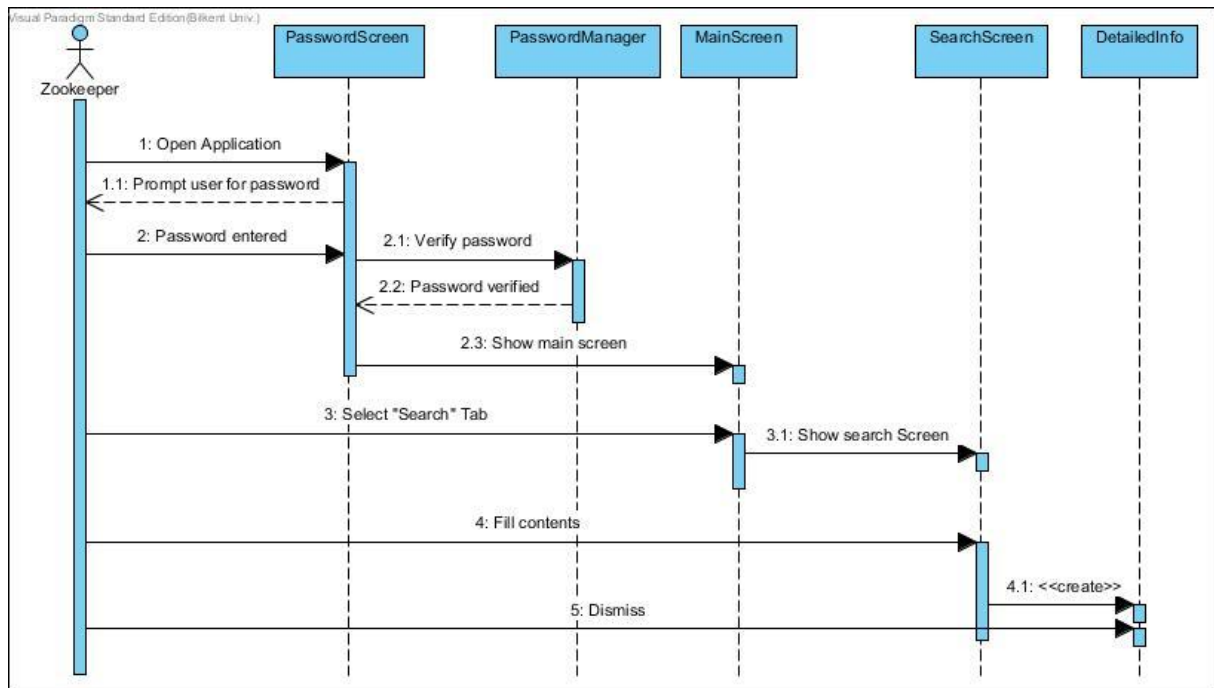 Visual Paradigm Standard Edition(Bilkent Univ.)
PasswordScreen
PasswordManager
MainScreen
SearchScreen
DetailedInfo
Zookeeper
1: Open Application
1.1: Prompt user for password
2: Password entered
2.1: Verify password
2.2: Password verified
2.3: Show main screen
3: Select "Search" Tab
3.1: Show search Screen
4: Fill contents
4.1: <<create>>
5: Dismiss